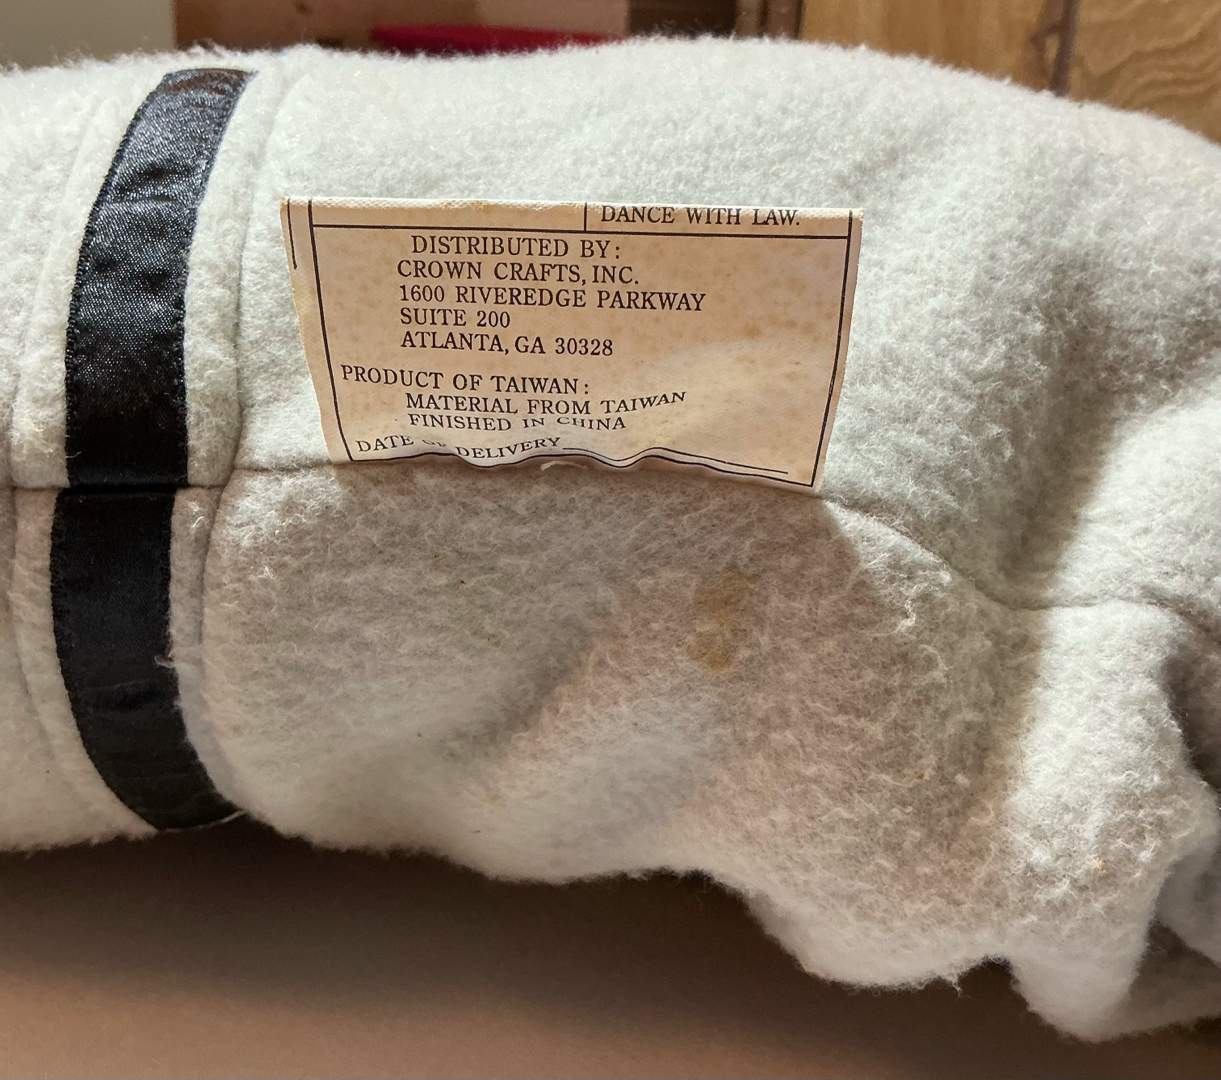 DANCE WITH LAW.
DISTRIBUTED BY:
CROWN CRAFTS, INC.
1600 RIVEREDGE PARKWAY
SUITE 200
ATLANTA, GA 30328
PRODUCT OF TAIWAN:
MATERIAL FROM TAIWAN
FINISHED IN CHINA
DATE OF DELIVERY